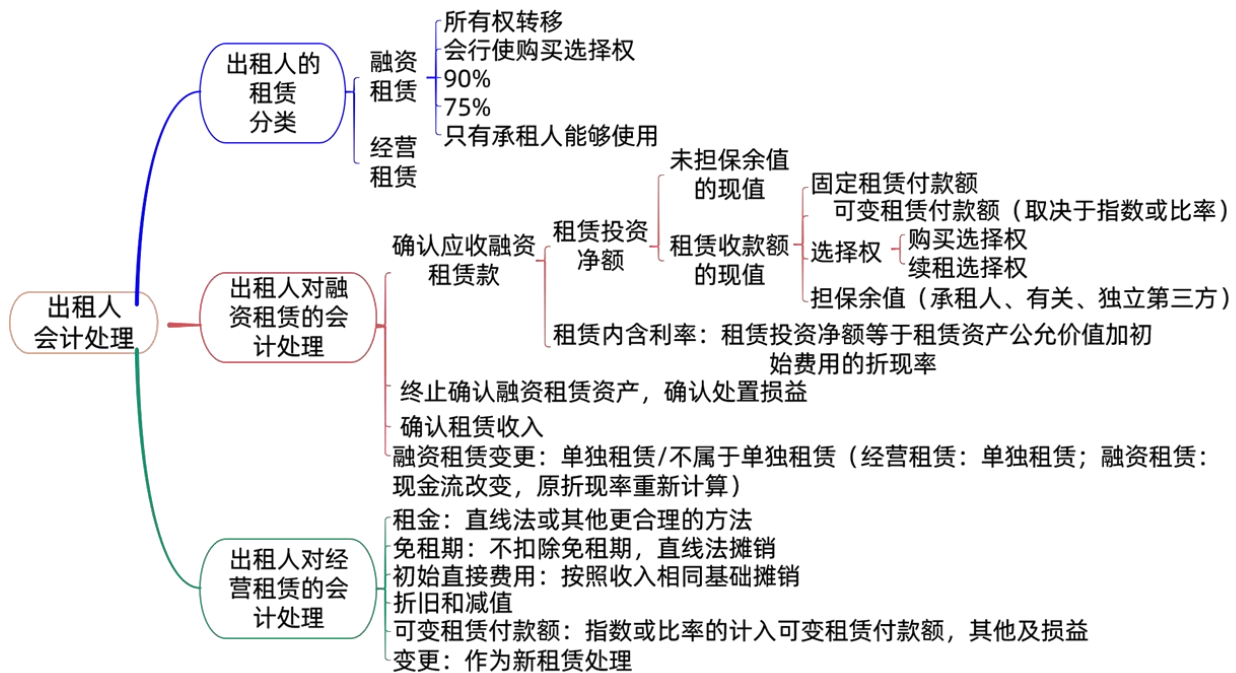 出租人
会计处理
出租人的
租赁
分类
融资
租赁
所有权转移
会行使购买选择权
90%
75%
只有承租人能够使用
经营
租赁
出租人对融
资租赁的会
计处理
确认应收融资
租赁款
租赁投资
净额
未担保余值
的现值
租赁收款额
的现值
固定租赁付款额
可变租赁付款额（取决于指数或比率）
选择权
购买选择权
续租选择权
担保余值（承租人、有关、独立第三方）
租赁内含利率：租赁投资净额等于租赁资产公允价值加初
始费用的折现率
终止确认融资租赁资产，确认处置损益
确认租赁收入
融资租赁变更：单独租赁/不属于单独租赁（经营租赁：单独租赁；融资租赁：
现金流改变，原折现率重新计算）
出租人对经
营租赁的会
计处理
租金：直线法或其他更合理的方法
免租期：不扣除免租期，直线法摊销
初始直接费用：按照收入相同基础摊销
折旧和减值
可变租赁付款额：指数或比率的计入可变租赁付款额，其他及损益
变更：作为新租赁处理